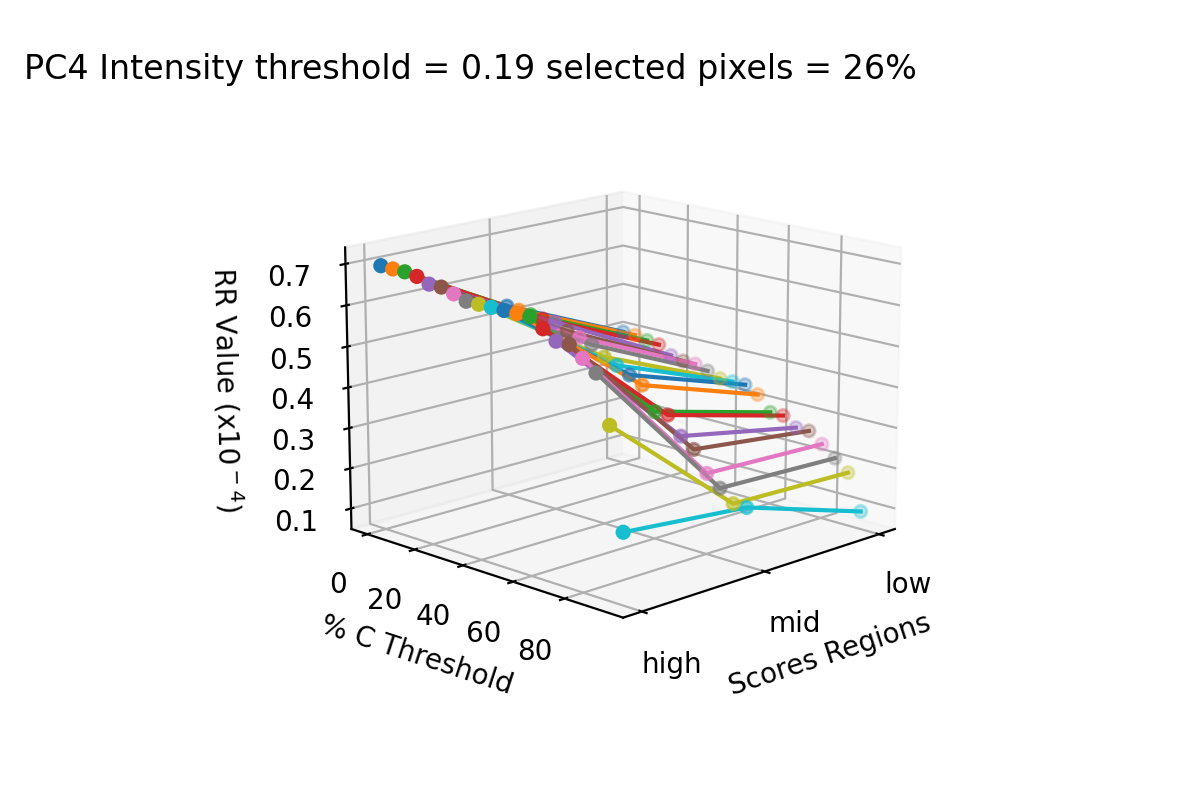 PC4 Intensity threshold = 0.19 selected pixels = 26%
RR Value (x10⁻⁴)
0.7
0.6
0.5
0.4
0.3
0.2
0.1
0
20
40
60
80
% C Threshold
high
mid
low
Scores Regions